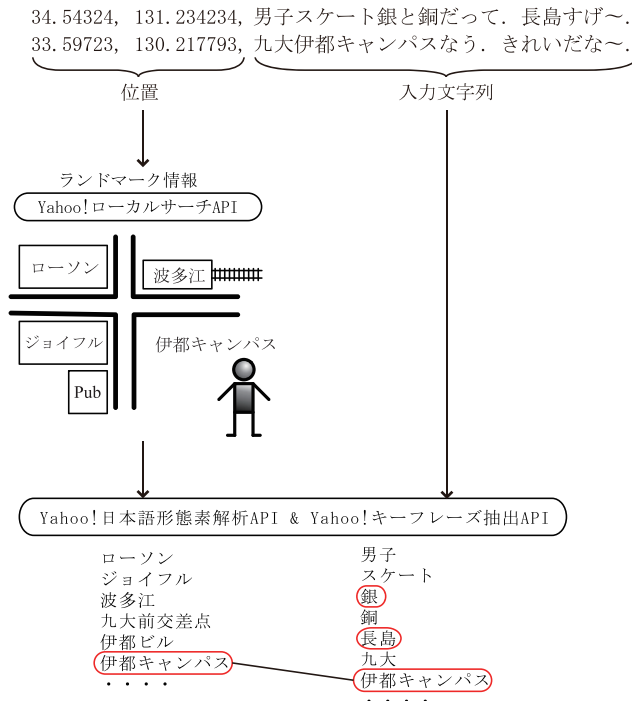 34.54324, 131.234234, 男子スケート銀と銅だって. 長島すげ〜.
33.59723, 130.217793, 九大伊都キャンパスなう. きれいだな〜.
位置
入力文字列
ランドマーク情報
Yahoo!ローカルサーチAPI
ローソン
波多江
ジョイフル
伊都キャンパス
Pub
Yahoo!日本語形態素解析API & Yahoo!キーフレーズ抽出API
ローソン
ジョイフル
波多江
九大前交差点
伊都ビル
伊都キャンパス
・・・・
男子
スケート
銀
銅
長島
九大
伊都キャンパス
・・・・